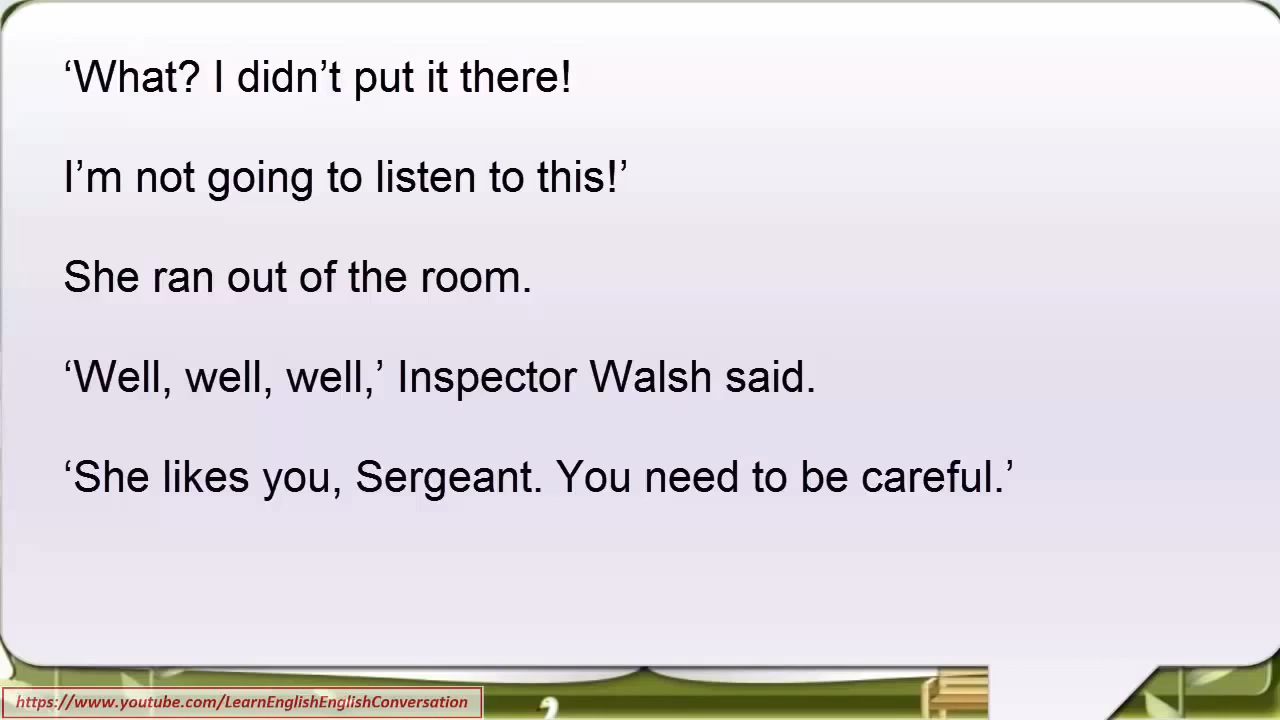 ‘What? I didn’t put it there!
I’m not going to listen to this!’
She ran out of the room.
‘Well, well, well,’ Inspector Walsh said.
‘She likes you, Sergeant. You need to be careful.’
https://www.youtube.com/LearnEnglishEnglishConversation